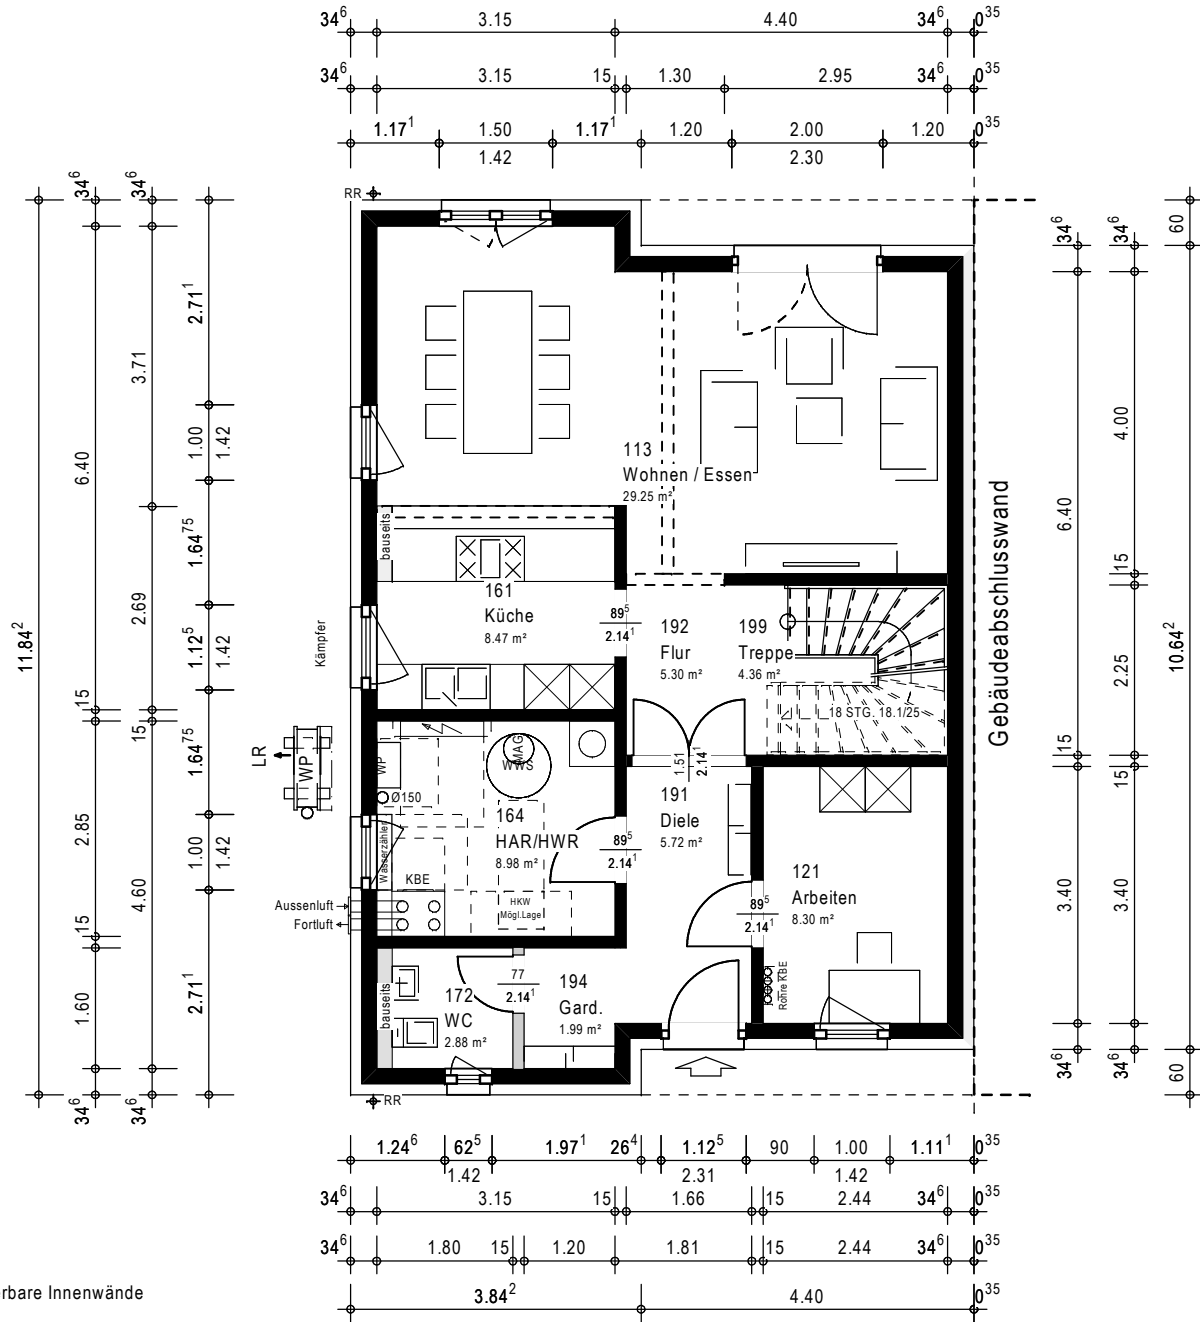 34⁶ 3.15 4.40 34⁶ 0³⁵
34⁶ 3.15 15 1.30 2.95 34⁶ 0³⁵
1.17¹ 1.50 1.17¹ 1.20 2.00 1.20 0³⁵
1.42 2.30
34⁶ 34⁶
RR
60
34⁶ 34⁶
2.71¹
3.71
6.40
1.00
1.42
4.00
113
Wohnen / Essen
29.25 m²
Gebäudeabschlusswand
6.40
1.64⁷⁵
bauseits
161
Küche
8.47 m²
89⁵
2.14¹
192
Flur
5.30 m²
199
Treppe
4.36 m²
18 STG. 18.1/25
15
2.69
1.12⁵
1.42
Kämpfer
11.84²
2.25
10.64²
15
15
1.64⁷⁵
LR
WP
WP
Ø150
MAG
WWS
1.51
2.14¹
15
15
164
HAR/HWR
8.98 m²
191
Diele
5.72 m²
2.85
1.00
1.42
Wasserzähler
89⁵
2.14¹
121
Arbeiten
8.30 m²
4.60
KBE
HKW
Mögl.Lage
89⁵
2.14¹
3.40
3.40
Aussenluft
Fortluft
15
Rohre KBE
1.60
2.71¹
bauseits
172
WC
2.88 m²
77
2.14¹
194
Gard.
1.99 m²
34⁶ 34⁶
60
34⁶ 34⁶
RR
1.24⁶ 62⁵ 1.97¹ 26⁴ 1.12⁵ 90 1.00 1.11¹ 0³⁵
1.42 2.31 1.42
34⁶ 3.15 15 1.66 15 2.44 34⁶ 0³⁵
34⁶ 1.80 15 1.20 1.81 15 2.44 34⁶ 0³⁵
rbare Innenwände
3.84² 4.40 0³⁵